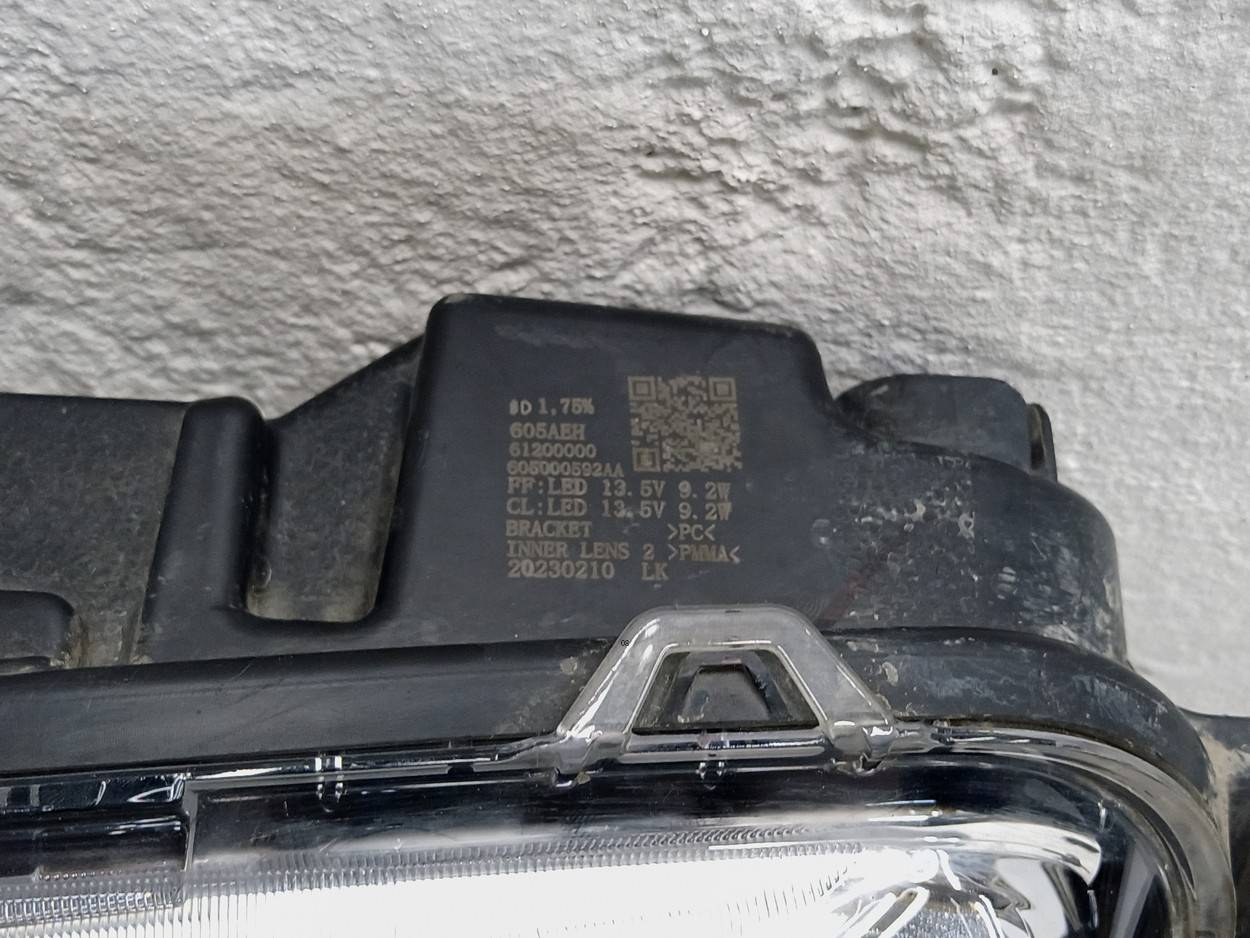 D 1,75%
605AEH
61200000
605000592AA
FF:LED 13.5V 9.2W
CL:LED 13.5V 9.2W
BRACKET >PC<
INNER LENS 2 >PMMA<
20230210 LK
08